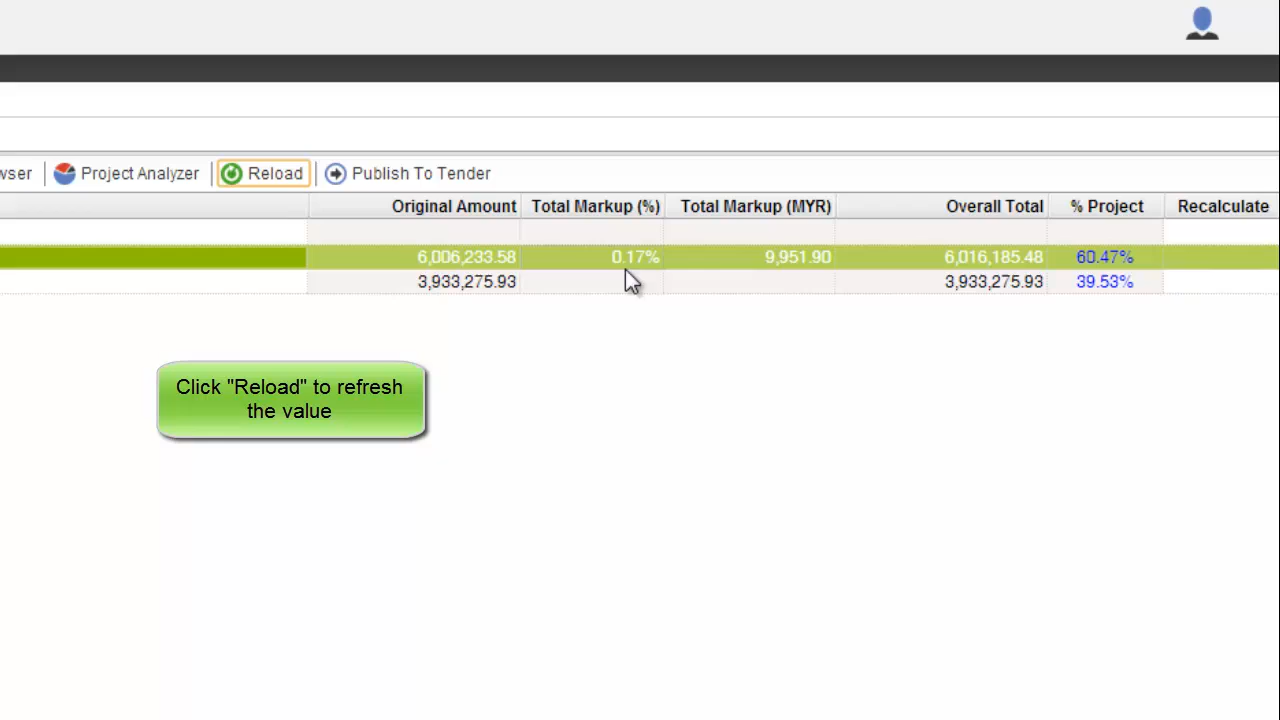 wser Project Analyzer Reload Publish To Tender
Original Amount Total Markup (%) Total Markup (MYR) Overall Total % Project Recalculate
6,006,233.58 0.17% 9,951.90 6,016,185.48 60.47%
3,933,275.93 3,933,275.93 39.53%
Click "Reload" to refresh
the value